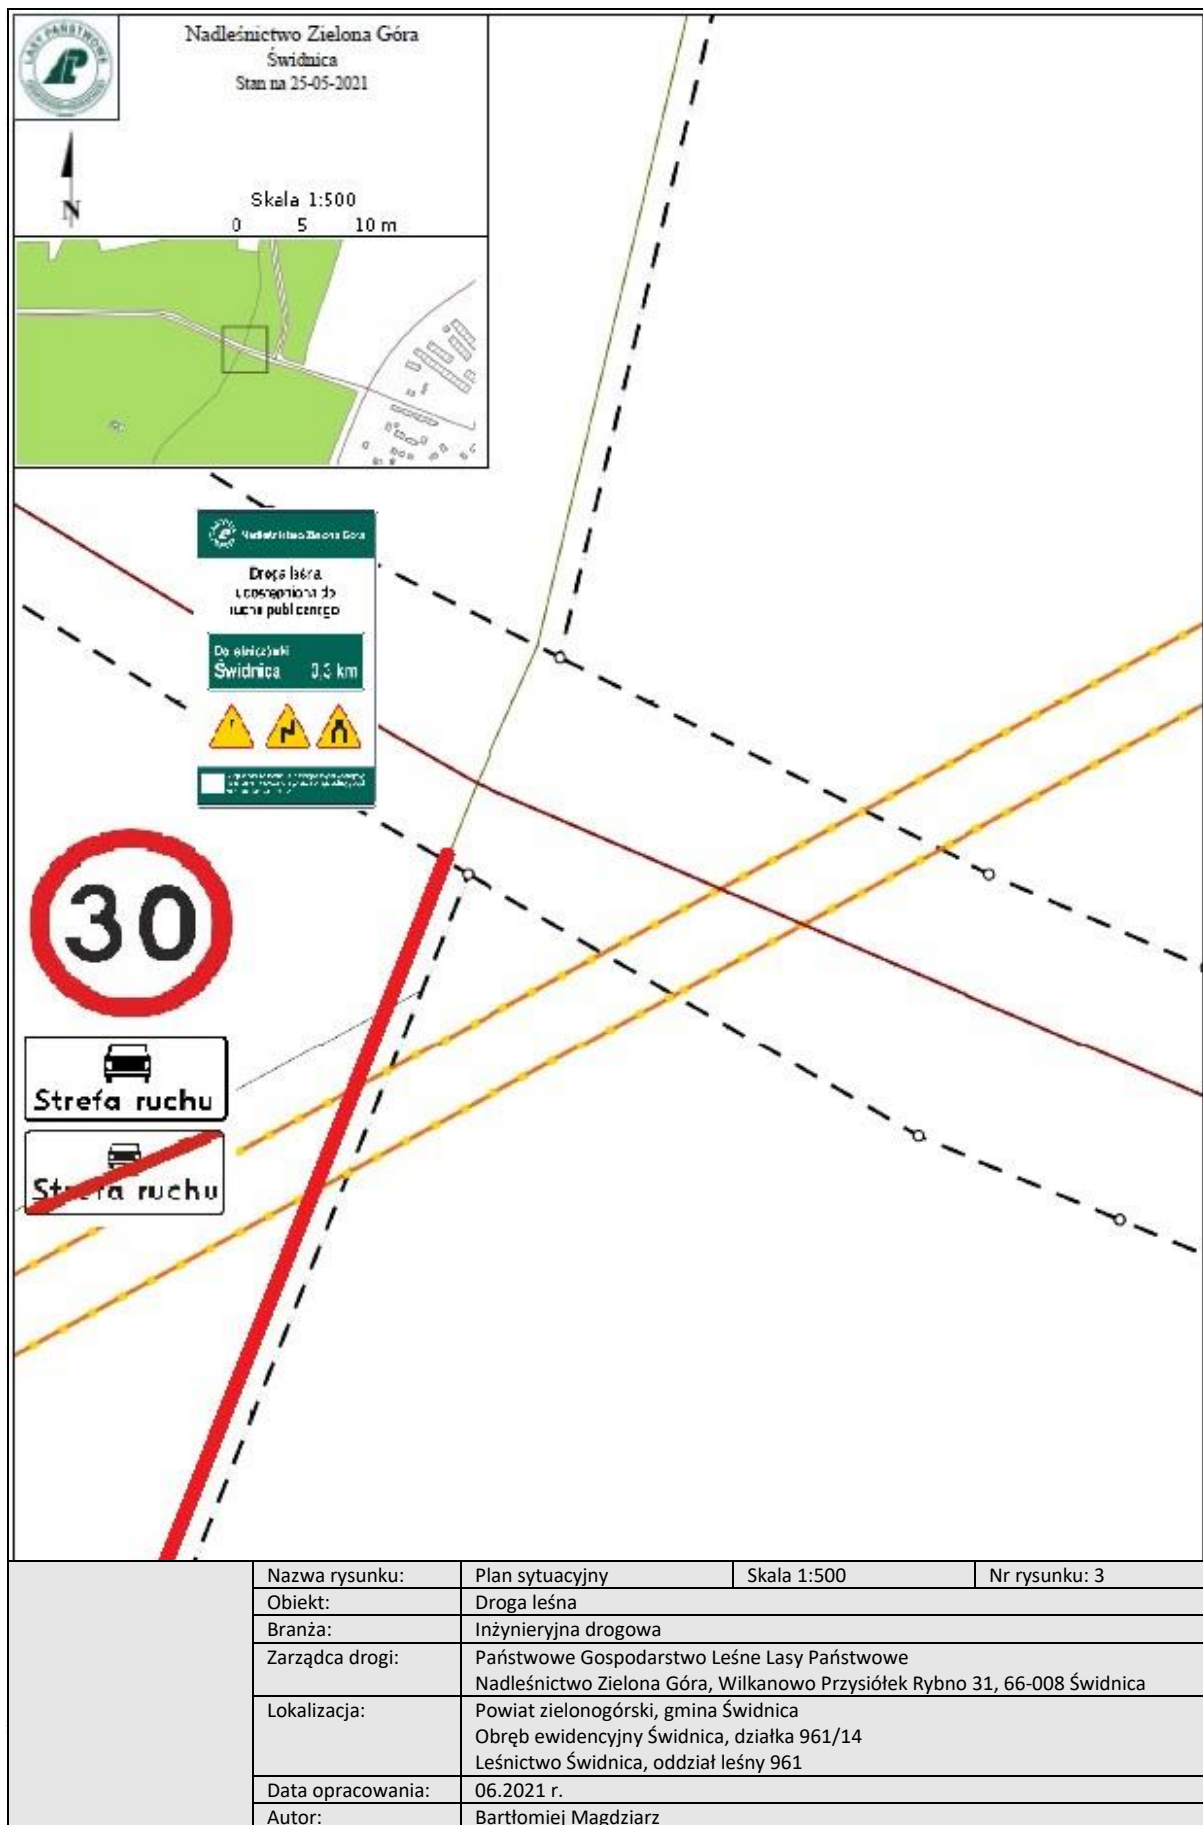 LASY PAŃSTWOWE
Nadleśnictwo Zielona Góra
Świdnica
Stan na 25-05-2021
N
Skala 1:500
0 5 10 m
Nadleśnictwo Zielona Góra
Droga leśna
udostępniona do
ruchu publicznego
Do leśniczówki
Świdnica 0,3 km
30
Strefa ruchu
Strefa ruchu
Nazwa rysunku: Plan sytuacyjny Skala 1:500 Nr rysunku: 3
Obiekt: Droga leśna
Branża: Inżynieryjna drogowa
Zarządca drogi: Państwowe Gospodarstwo Leśne Lasy Państwowe
Nadleśnictwo Zielona Góra, Wilkanowo Przysiółek Rybno 31, 66-008 Świdnica
Lokalizacja: Powiat zielonogórski, gmina Świdnica
Obręb ewidencyjny Świdnica, działka 961/14
Leśnictwo Świdnica, oddział leśny 961
Data opracowania: 06.2021 r.
Autor: Bartłomiej Magdziarz